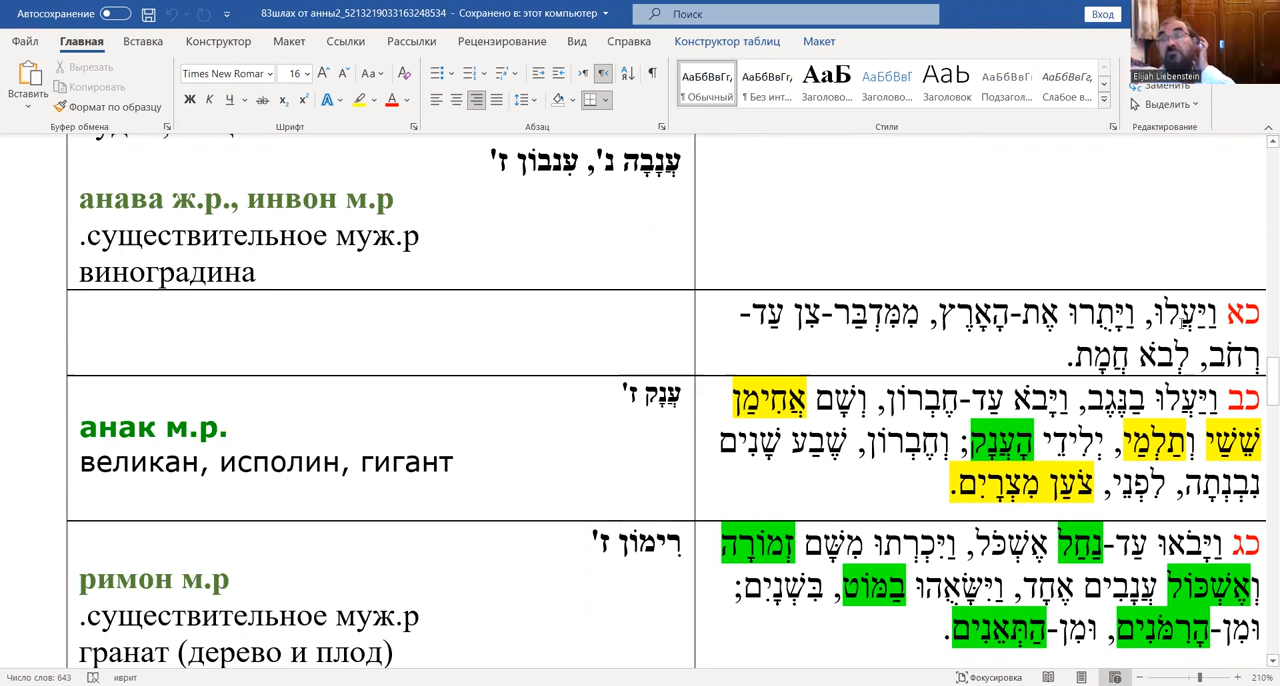 Автосохранение
83шлах от анны2_5213219033163248534 – Сохранено в: этот компьютер
Поиск
Вход
Файл Главная Вставка Конструктор Макет Ссылки Рассылки Рецензирование Вид Справка Конструктор таблиц Макет
Вставить
Вырезать
Копировать
Формат по образцу
Буфер обмена
Times New Romar 16
Шрифт
Абзац
АаБбВвГг, АаБбВвГг, АаБ АаБбВвГ АаЬ АаБбВвГ АаБбВвГг,
¶ Обычный ¶ Без инт... Заголово... Заголово... Заголовок Подзагол... Слабое в...
Стили
Elijah Liebenstein
Заменить
Выделить
Редактирование
עֲנָבָה נ', עִנבּוֹן ז'
анава ж.р., инвон м.р
.существительное муж.р
виноградина
כא וַיַּעֲלוּ, וַיָּתֻרוּ אֶת-הָאָרֶץ, מִמִּדְבַּר-צִן עַד-
רְחֹב, לְבֹא חֲמָת.
כב וַיַּעֲלוּ בַנֶּגֶב, וַיָּבֹא עַד-חֶבְרוֹן, וְשָׁם אֲחִימַן
שֵׁשַׁי וְתַלְמַי, יְלִידֵי הָעֲנָק; וְחֶבְרוֹן, שֶׁבַע שָׁנִים
נִבְנְתָה, לִפְנֵי, צֹעַן מִצְרָיִם.
עֲנָק ז'
анак м.р.
великан, исполин, гигант
כג וַיָּבֹאוּ עַד-נַחַל אֶשְׁכֹּל, וַיִּכְרְתוּ מִשָּׁם זְמוֹרָה
וְאֶשְׁכּוֹל עֲנָבִים אֶחָד, וַיִּשָּׂאֻהוּ בַמּוֹט, בִּשְׁנָיִם;
וּמִן-הָרִמֹּנִים, וּמִן-הַתְּאֵנִים.
רִימוֹן ז'
римон м.р
.существительное муж.р
гранат (дерево и плод)
Число слов: 643 иврит
Фокусировка 210%